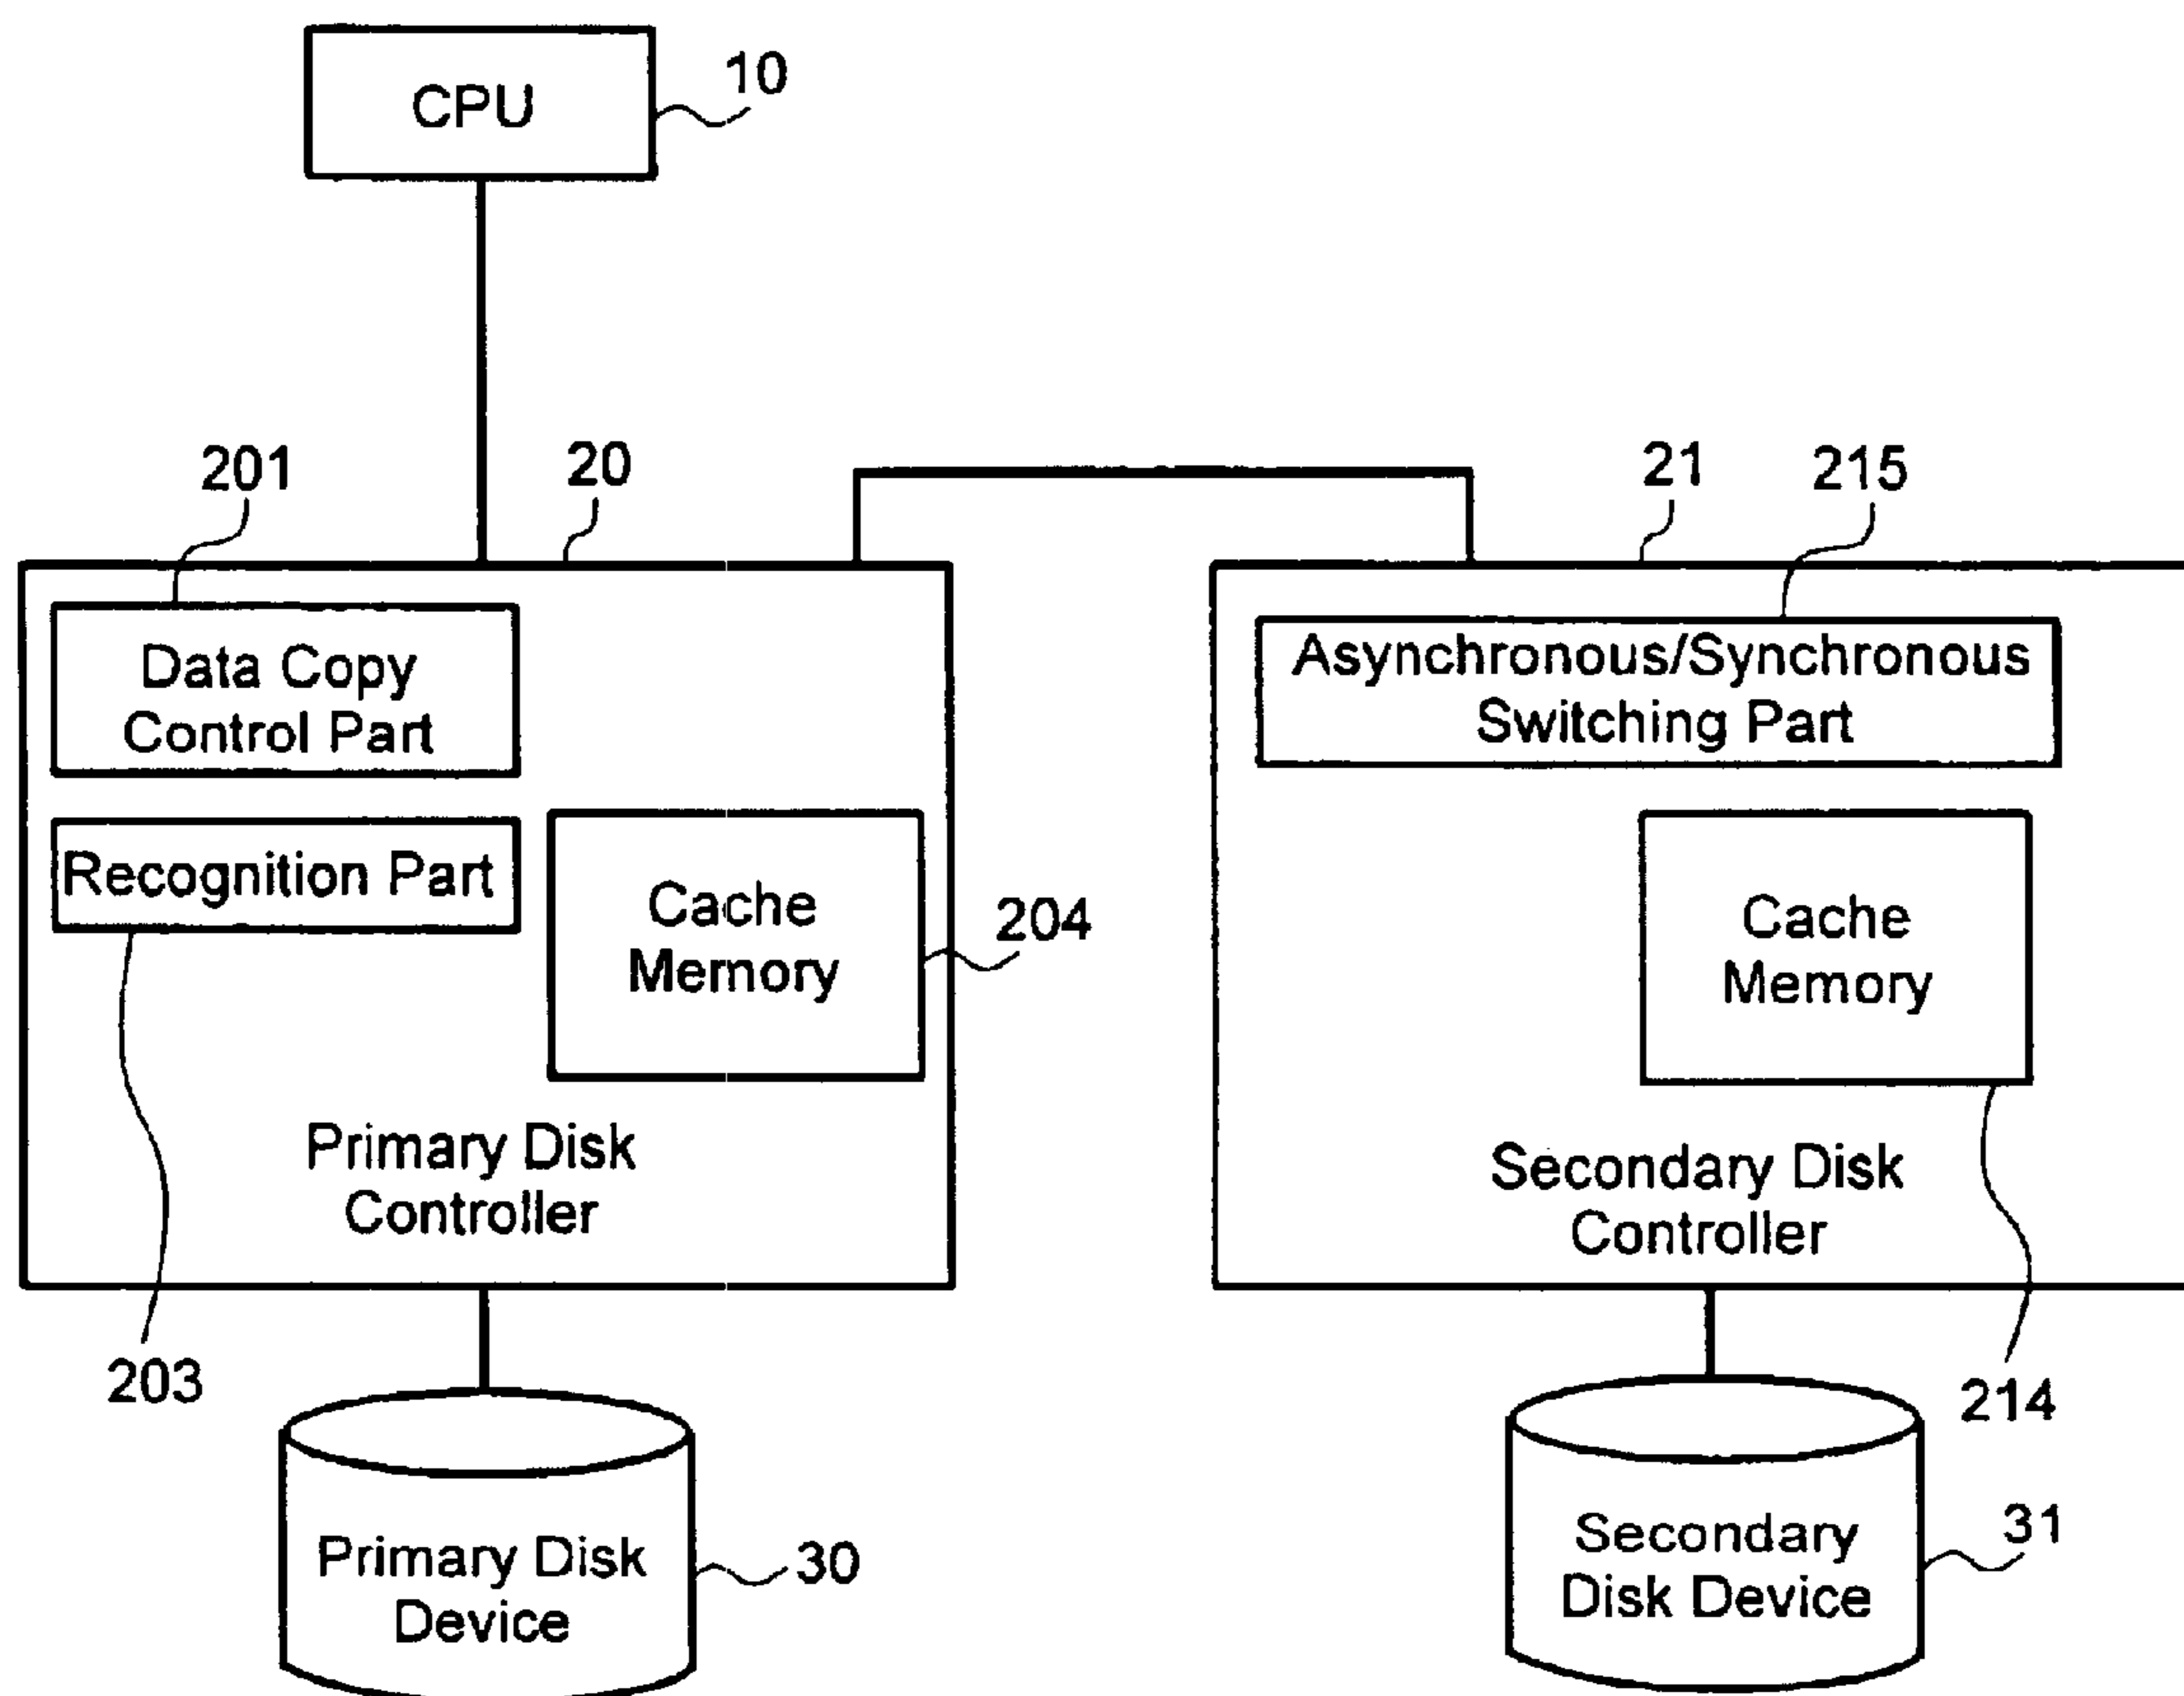 CPU
10
201
20
21
215
Data Copy
Control Part
Asynchronous/Synchronous
Switching Part
Recognition Part
Cache
Memory
204
Cache
Memory
Primary Disk
Controller
Secondary Disk
Controller
203
214
Primary Disk
Device
30
Secondary
Disk Device
31